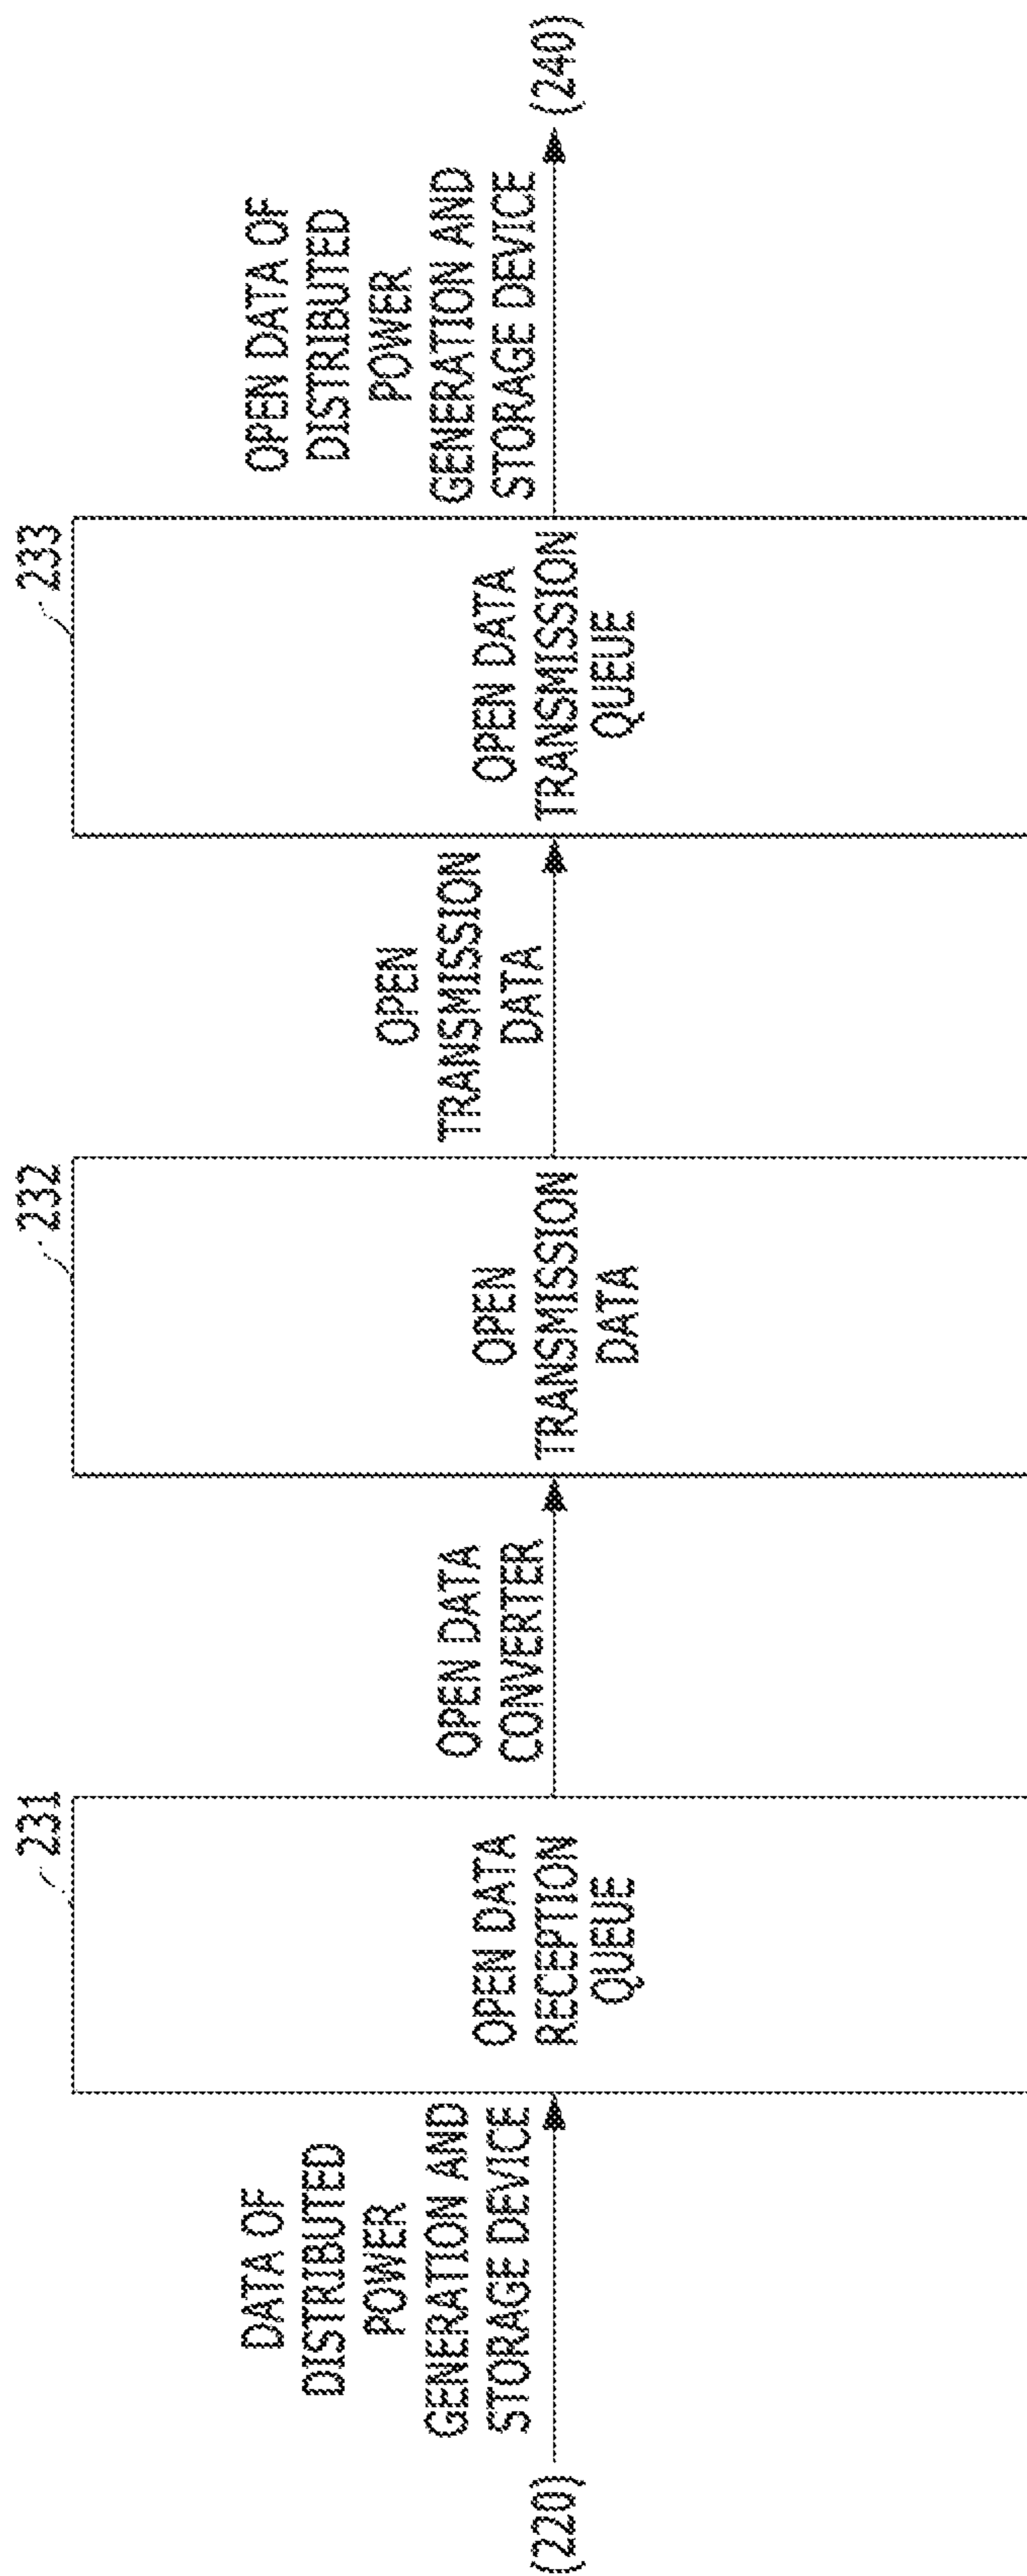 (220)
DATA OF
DISTRIBUTED
POWER
GENERATION AND
STORAGE DEVICE
231
OPEN DATA
RECEPTION
QUEUE
OPEN DATA
CONVERTER
232
OPEN
TRANSMISSION
DATA
OPEN
TRANSMISSION
DATA
233
OPEN DATA
TRANSMISSION
QUEUE
OPEN DATA OF
DISTRIBUTED
POWER
GENERATION AND
STORAGE DEVICE
(240)